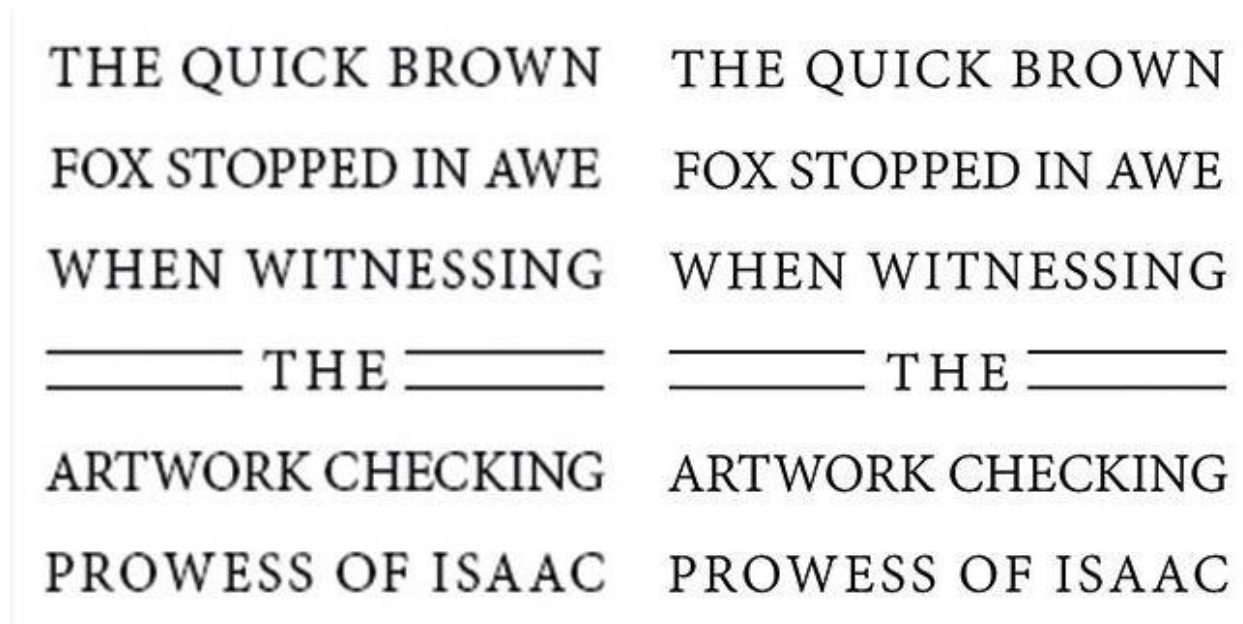 THE QUICK BROWN
FOX STOPPED IN AWE
WHEN WITNESSING
THE
ARTWORK CHECKING
PROWESS OF ISAAC
THE QUICK BROWN
FOX STOPPED IN AWE
WHEN WITNESSING
THE
ARTWORK CHECKING
PROWESS OF ISAAC